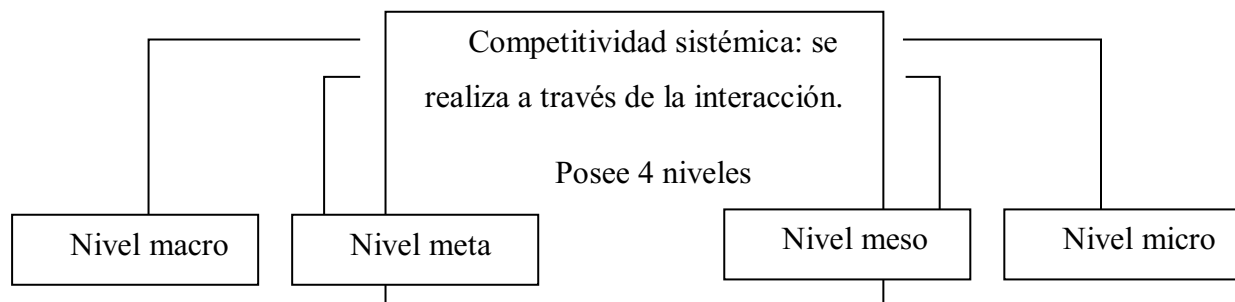 Competitividad sistémica: se
realiza a través de la interacción.
Posee 4 niveles
Nivel macro
Nivel meta
Nivel meso
Nivel micro